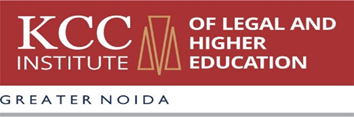 KCC
INSTITUTE
OF LEGAL AND
HIGHER
EDUCATION
GREATER NOIDA